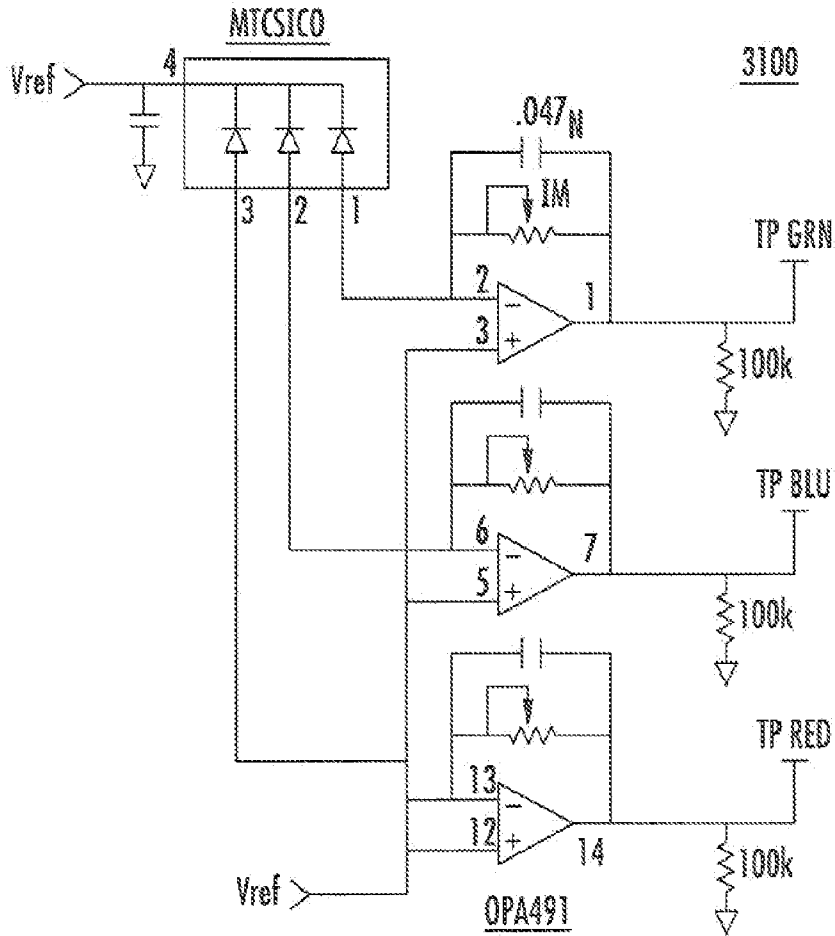 MTCSICO
Vref
4
3100
3 2 1
.047N
IM
TP GRN
2
1
3
100k
TP BLU
6
7
5
100k
TP RED
13
12
14
100k
Vref
OPA491